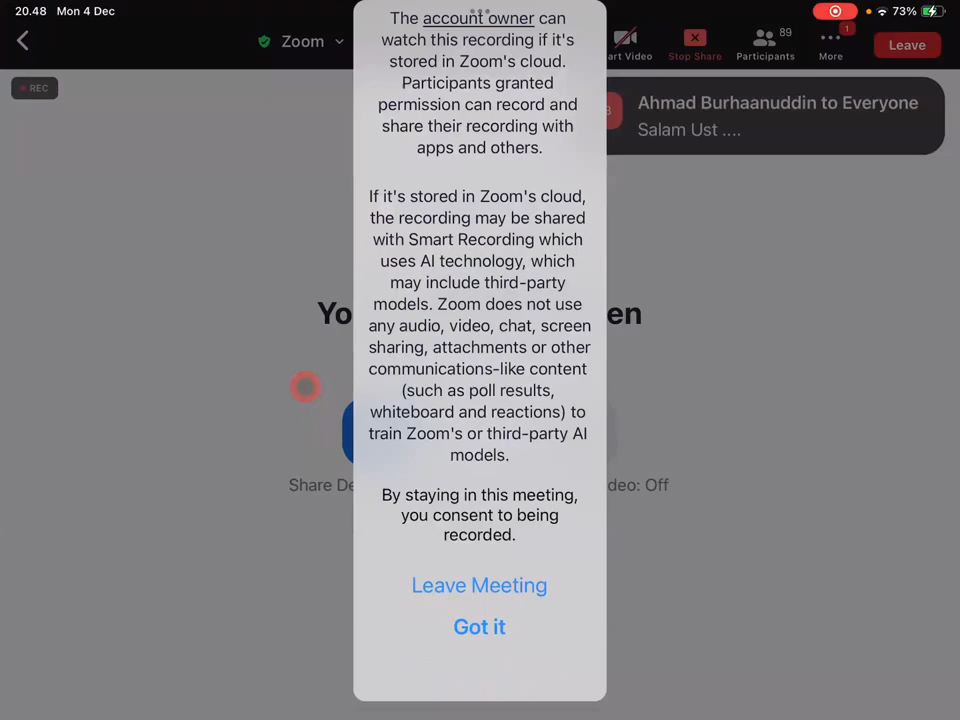 20.48 Mon 4 Dec
73%
Zoom
art Video
Stop Share
89
Participants
1
More
Leave
REC
Ahmad Burhaanuddin to Everyone
Salam Ust ....
The account owner can
watch this recording if it's
stored in Zoom's cloud.
Participants granted
permission can record and
share their recording with
apps and others.
If it's stored in Zoom's cloud,
the recording may be shared
with Smart Recording which
uses AI technology, which
may include third-party
models. Zoom does not use
any audio, video, chat, screen
sharing, attachments or other
communications-like content
(such as poll results,
whiteboard and reactions) to
train Zoom's or third-party AI
models.
By staying in this meeting,
you consent to being
recorded.
Leave Meeting
Got it
Yo en
Share De deo: Off